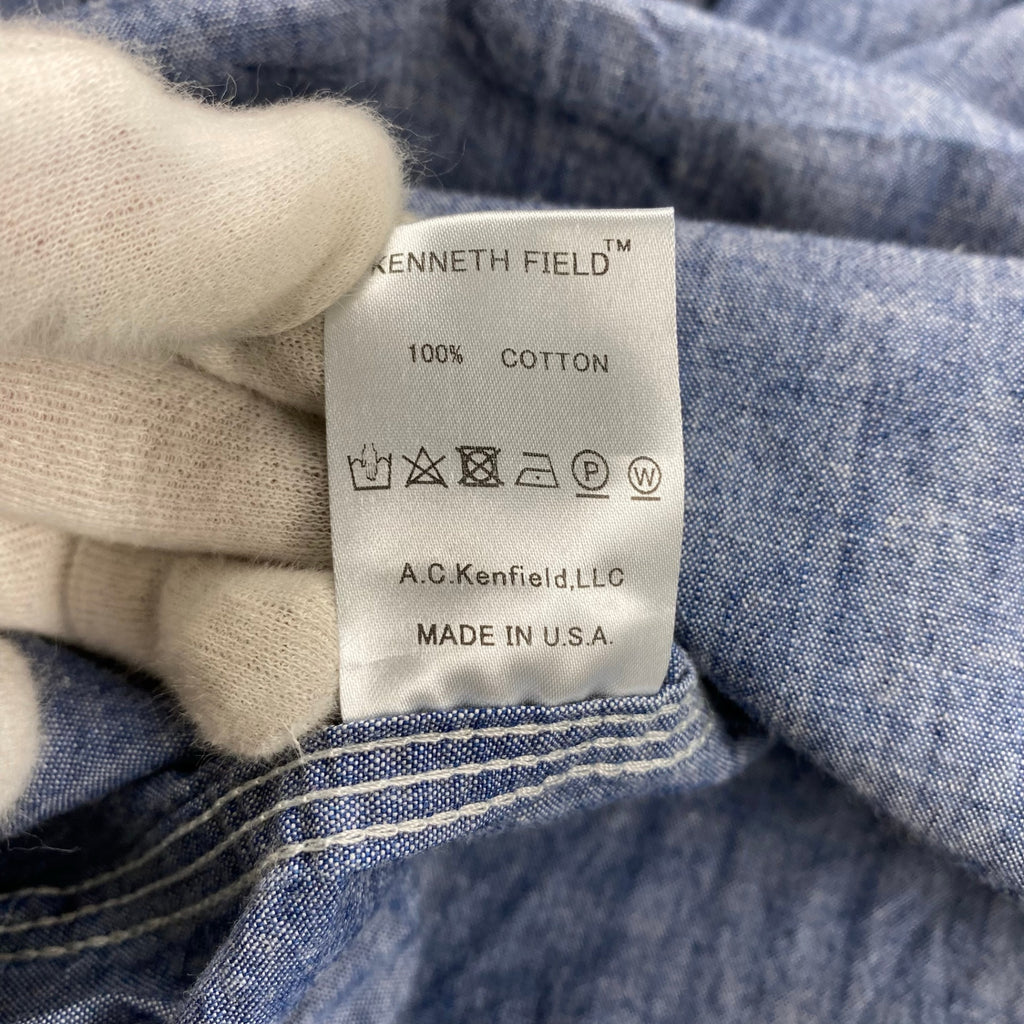 KENNETH FIELD™
100% COTTON
P W
A.C.Kenfield,LLC
MADE IN U.S.A.